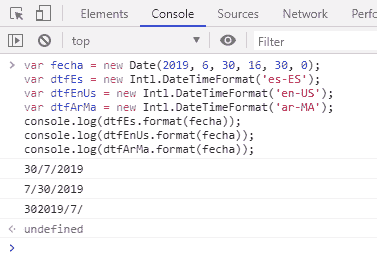 Elements Console Sources Network Perfor
top Filter
> var fecha = new Date(2019, 6, 30, 16, 30, 0);
var dtfEs = new Intl.DateTimeFormat('es-ES');
var dtfEnUs = new Intl.DateTimeFormat('en-US');
var dtfArMa = new Intl.DateTimeFormat('ar-MA');
console.log(dtfEs.format(fecha));
console.log(dtfEnUs.format(fecha));
console.log(dtfArMa.format(fecha));
30/7/2019
7/30/2019
302019/7/
undefined
>